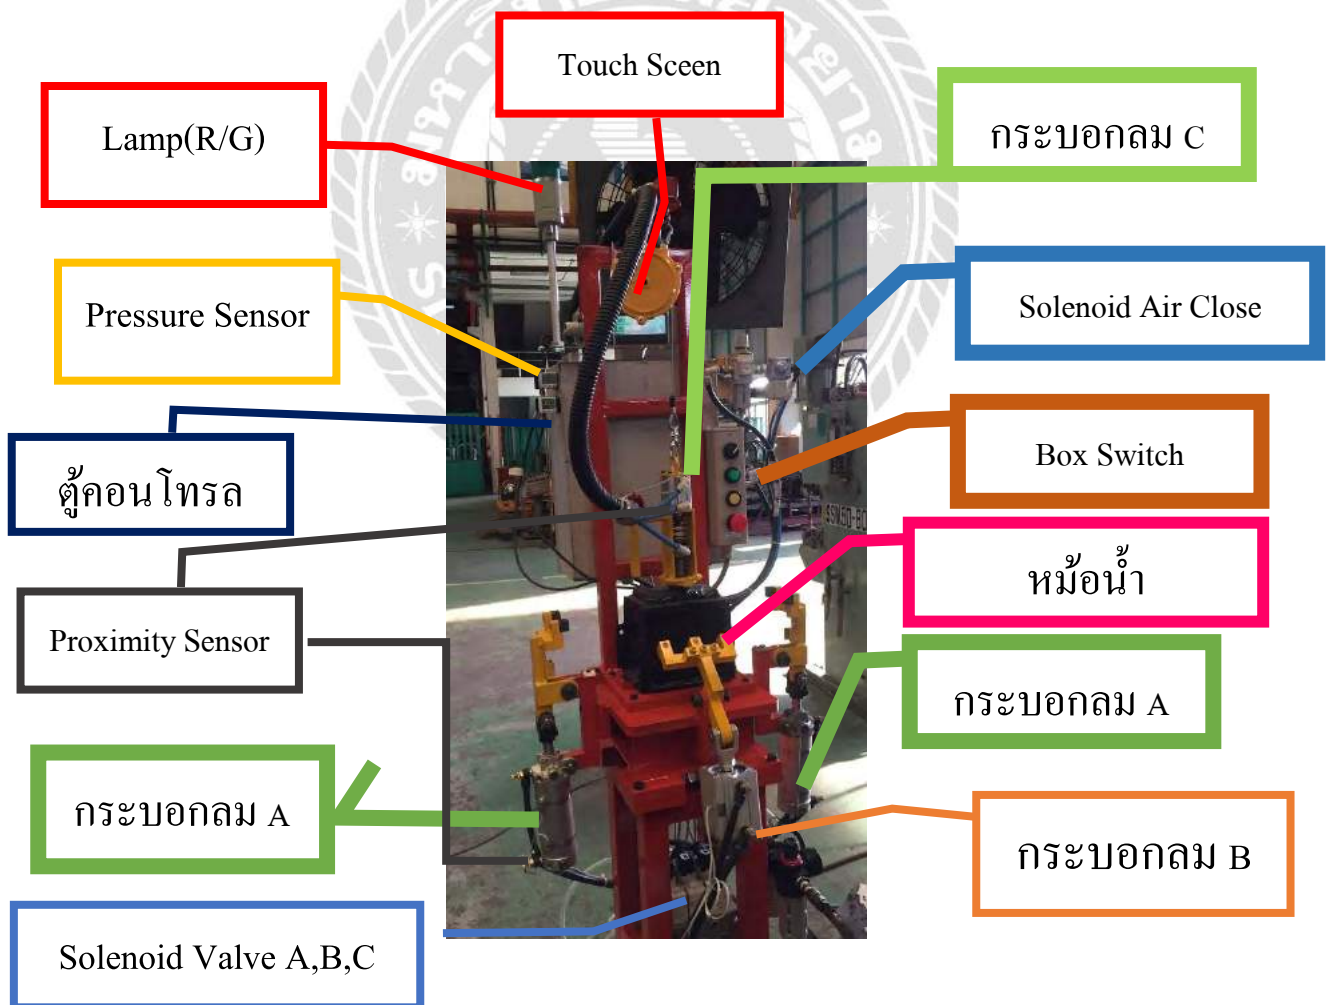 Touch Sceen
Lamp(R/G)
กระบอกลม C
Pressure Sensor
Solenoid Air Close
ตู้คอนโทรล
Box Switch
หม้อน้ำ
Proximity Sensor
กระบอกลม A
กระบอกลม A
กระบอกลม B
Solenoid Valve A,B,C